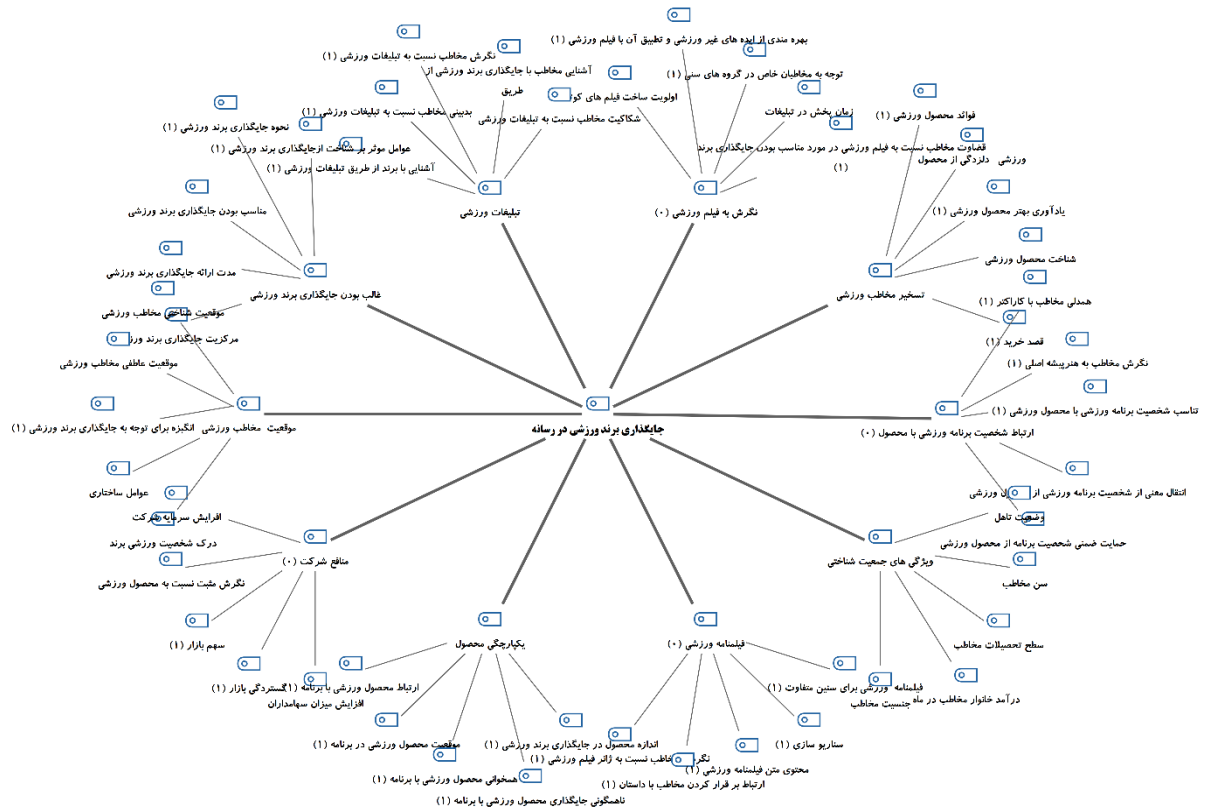 بهره مندی از ایده های غیر ورزشی و تطبیق آن با فیلم ورزشی (۱)
نگرش مخاطب نسبت به تبلیغات ورزشی (۱)
آشنایی مخاطب با جایگذاری برند ورزشی از
طریق
توجه به مخاطبان خاص در گروه های سنی (۱)
اولویت ساخت فیلم های
زمان پخش در تبلیغات
بدبینی مخاطب نسبت به تبلیغات ورزشی (۱)
شکاکیت مخاطب نسبت به تبلیغات ورزشی
فوائد محصول ورزشی (۱)
نحوه جایگذاری برند ورزشی (۱)
عوامل موثر بر شناخت ازجایگذاری برند ورزشی (۱)
آشنایی با برند از طریق تبلیغات ورزشی (۱)
قضاوت مخاطب نسبت به فیلم ورزشی در مورد مناسب بودن جایگذاری برند
(۱)
ورزشی دلزدگی از محصول
تبلیغات ورزشی
نگرش به فیلم ورزشی (۰)
یادآوری بهتر محصول ورزشی (۱)
مناسب بودن جایگذاری برند ورزشی
شناخت محصول ورزشی
مدت ارائه جایگذاری برند ورزشی
غالب بودن جایگذاری برند ورزشی
تسخیر مخاطب ورزشی
همدلی مخاطب با کاراکتر (۱)
موقعیت شناختی مخاطب ورزشی
مرکزیت جایگذاری برند
قصد خرید (۱)
موقعیت عاطفی مخاطب ورزشی
نگرش مخاطب به هنرپیشه اصلی (۱)
تناسب شخصیت برنامه ورزشی با محصول ورزشی (۱)
جایگذاری برند ورزشی در رسانه
موقعیت مخاطب ورزشی
انگیزه برای توجه به جایگذاری برند ورزشی (۱)
ارتباط شخصیت برنامه ورزشی با محصول (۰)
عوامل ساختاری
انتقال معنی از شخصیت برنامه ورزشی از ورزشی
افزایش سرمایه شرکت
وضعیت تاهل
درک شخصیت ورزشی برند
حمایت ضمنی شخصیت برنامه از محصول ورزشی
منافع شرکت (۰)
ویژگی های جمعیت شناختی
نگرش مثبت نسبت به محصول ورزشی
سن مخاطب
سهم بازار (۱)
یکپارچگی محصول
فیلمنامه ورزشی (۰)
سطح تحصیلات مخاطب
گستردگی بازار (۱)
ارتباط محصول ورزشی با برنامه (۱)
افزایش میزان سهامداران
فیلمنامه ورزشی برای سنین متفاوت (۱)
جنسیت مخاطب
درآمد خانوار مخاطب در ماه
موقعیت محصول ورزشی در برنامه (۱)
اندازه محصول در جایگذاری برند ورزشی (۱)
سناریو سازی (۱)
مخاطب نسبت به ژانر فیلم ورزشی (۱)
محتوی متن فیلمنامه ورزشی (۱)
همخوانی محصول ورزشی با برنامه (۱)
ارتباط بر قرار کردن مخاطب با داستان (۱)
ناهمگونی جایگذاری محصول ورزشی با برنامه (۱)